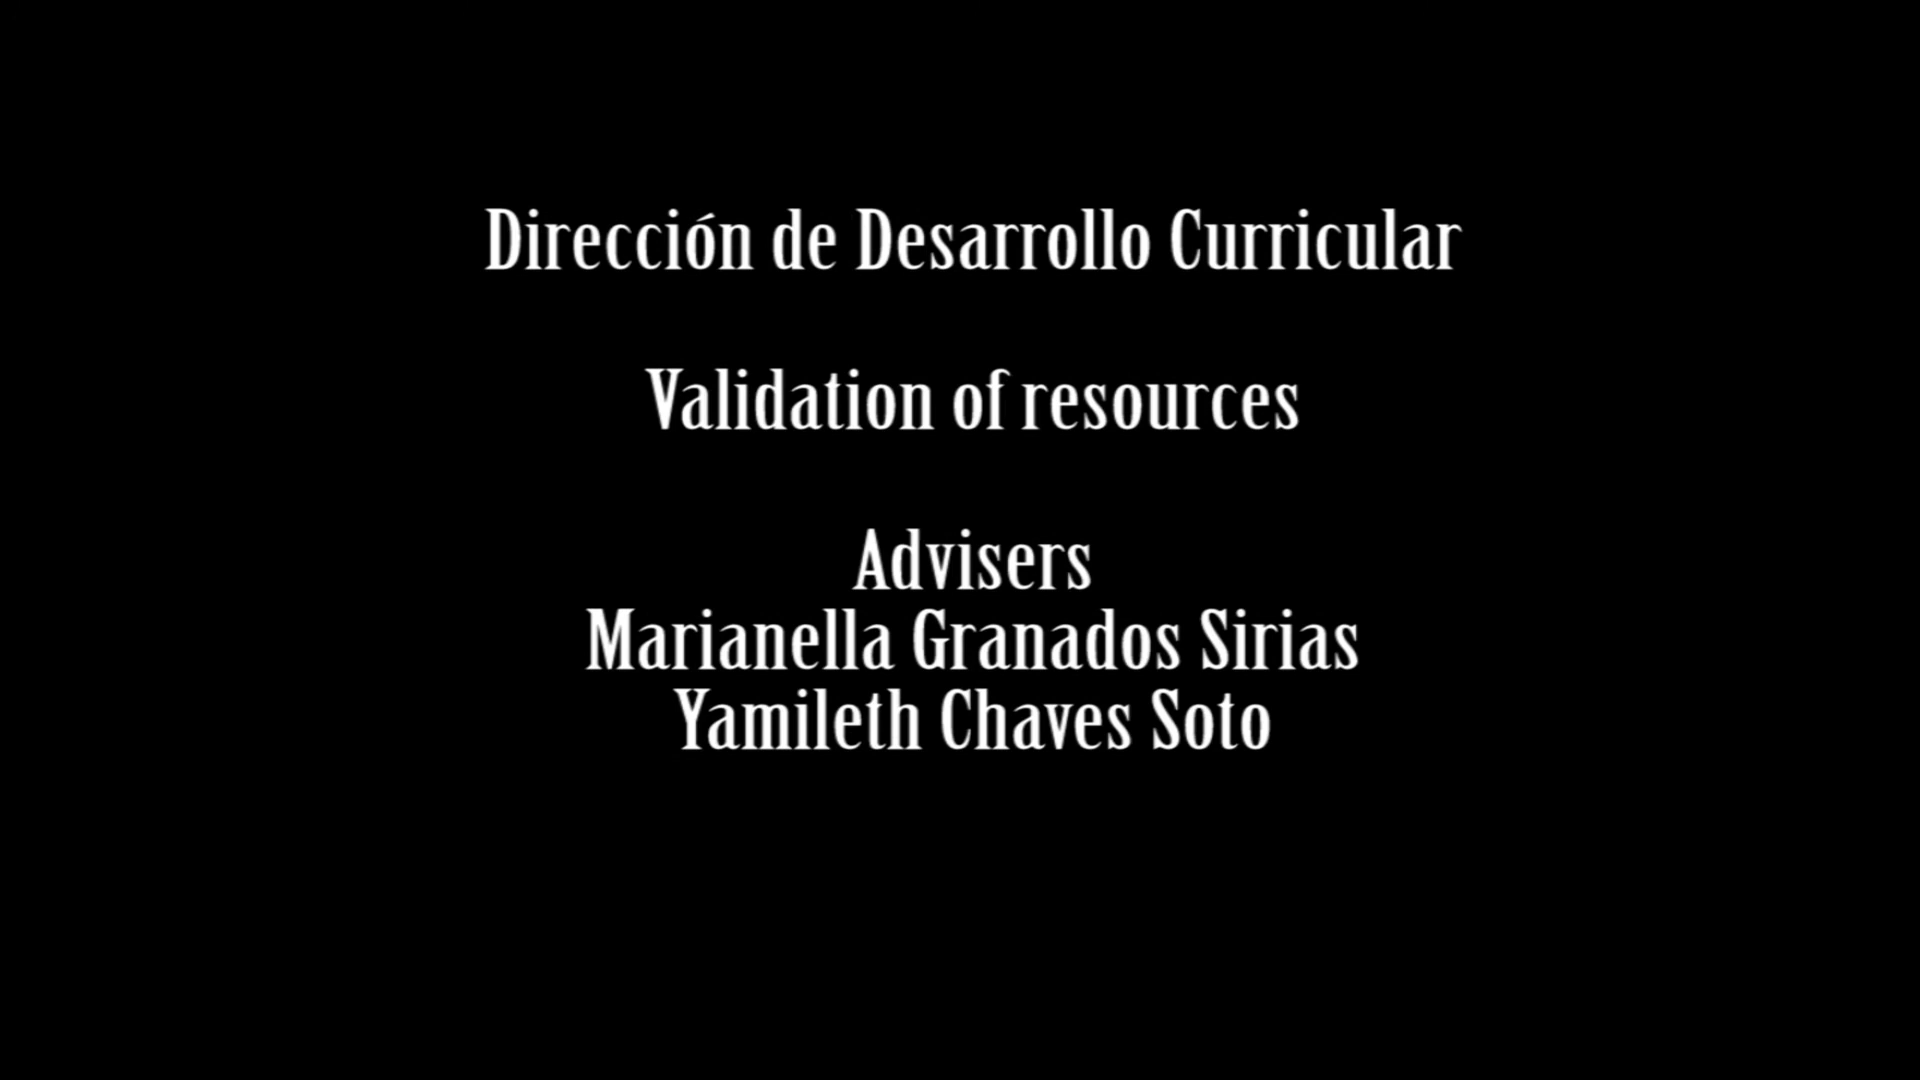 Dirección de Desarrollo Curricular
Validation of resources
Advisers
Marianella Granados Sirias
Yamileth Chaves Soto